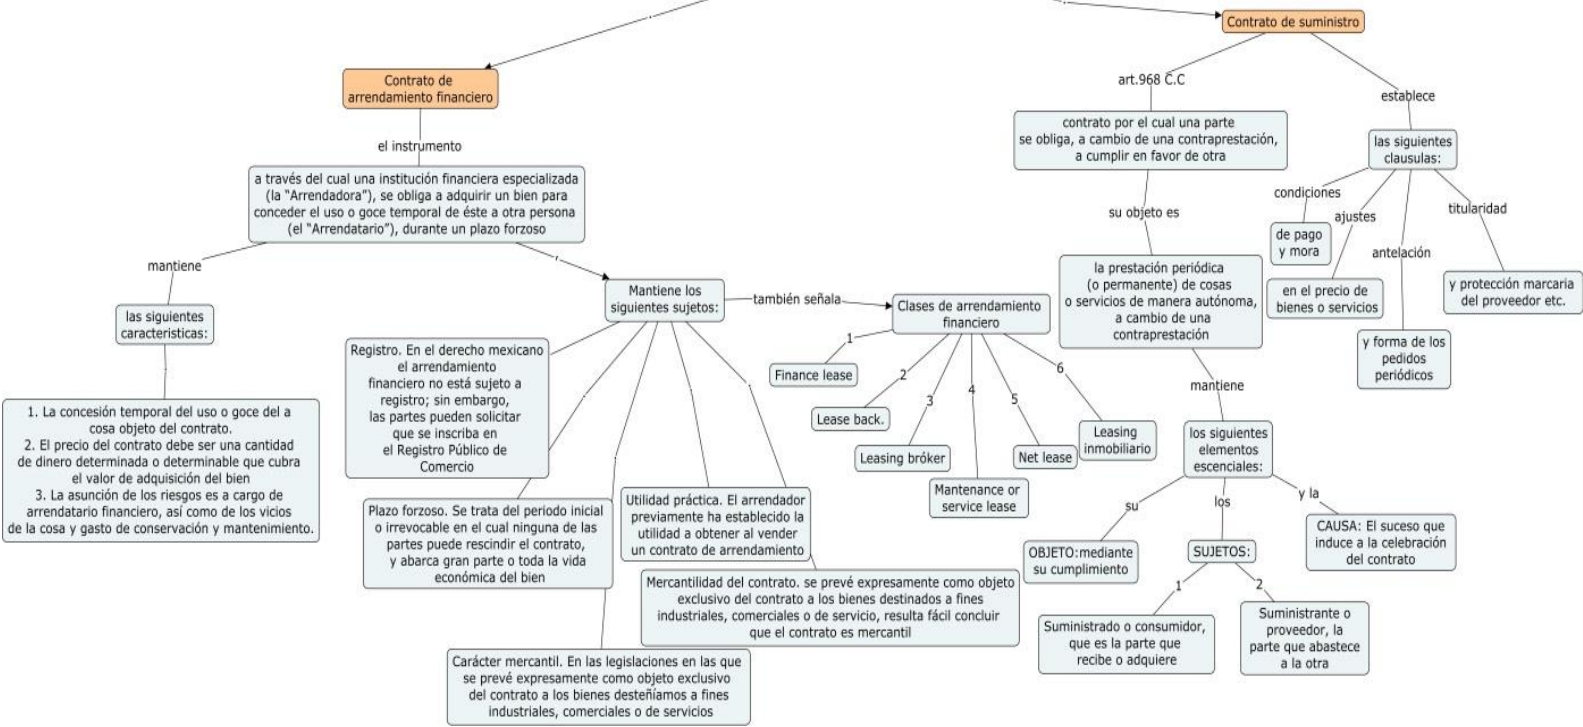 Contrato de
arrendamiento financiero
el instrumento
a través del cual una institución financiera especializada
(la “Arrendadora”), se obliga a adquirir un bien para
conceder el uso o goce temporal de éste a otra persona
(el “Arrendatario”), durante un plazo forzoso
mantiene
las siguientes
caracteristicas:
1. La concesión temporal del uso o goce del a
cosa objeto del contrato.
2. El precio del contrato debe ser una cantidad
de dinero determinada o determinable que cubra
el valor de adquisición del bien
3. La asunción de los riesgos es a cargo de
arrendatario financiero, así como de los vicios
de la cosa y gasto de conservación y mantenimiento.
Mantiene los
siguientes sujetos:
Registro. En el derecho mexicano
el arrendamiento
financiero no está sujeto a
registro; sin embargo,
las partes pueden solicitar
que se inscriba en
el Registro Público de
Comercio
Plazo forzoso. Se trata del periodo inicial
o irrevocable en el cual ninguna de las
partes puede rescindir el contrato,
y abarca gran parte o toda la vida
económica del bien
Carácter mercantil. En las legislaciones en las que
se prevé expresamente como objeto exclusivo
del contrato a los bienes desteñíamos a fines
industriales, comerciales o de servicios
Utilidad práctica. El arrendador
previamente ha establecido la
utilidad a obtener al vender
un contrato de arrendamiento
Mercantilidad del contrato. se prevé expresamente como objeto
exclusivo del contrato a los bienes destinados a fines
industriales, comerciales o de servicio, resulta fácil concluir
que el contrato es mercantil
también señala
Clases de arrendamiento
financiero
1
Finance lease
2
Lease back.
3
Leasing bróker
4
Mantenance or
service lease
5
Net lease
6
Leasing
inmobiliario
Contrato de suministro
art.968 C.C
contrato por el cual una parte
se obliga, a cambio de una contraprestación,
a cumplir en favor de otra
su objeto es
la prestación periódica
(o permanente) de cosas
o servicios de manera autónoma,
a cambio de una
contraprestación
mantiene
los siguientes
elementos
escenciales:
su
OBJETO:mediante
su cumplimiento
los
SUJETOS:
1
Suministrado o consumidor,
que es la parte que
recibe o adquiere
2
Suministrante o
proveedor, la
parte que abastece
a la otra
y la
CAUSA: El suceso que
induce a la celebración
del contrato
establece
las siguientes
clausulas:
condiciones
de pago
y mora
ajustes
en el precio de
bienes o servicios
antelación
y forma de los
pedidos
periódicos
titularidad
y protección marcaria
del proveedor etc.